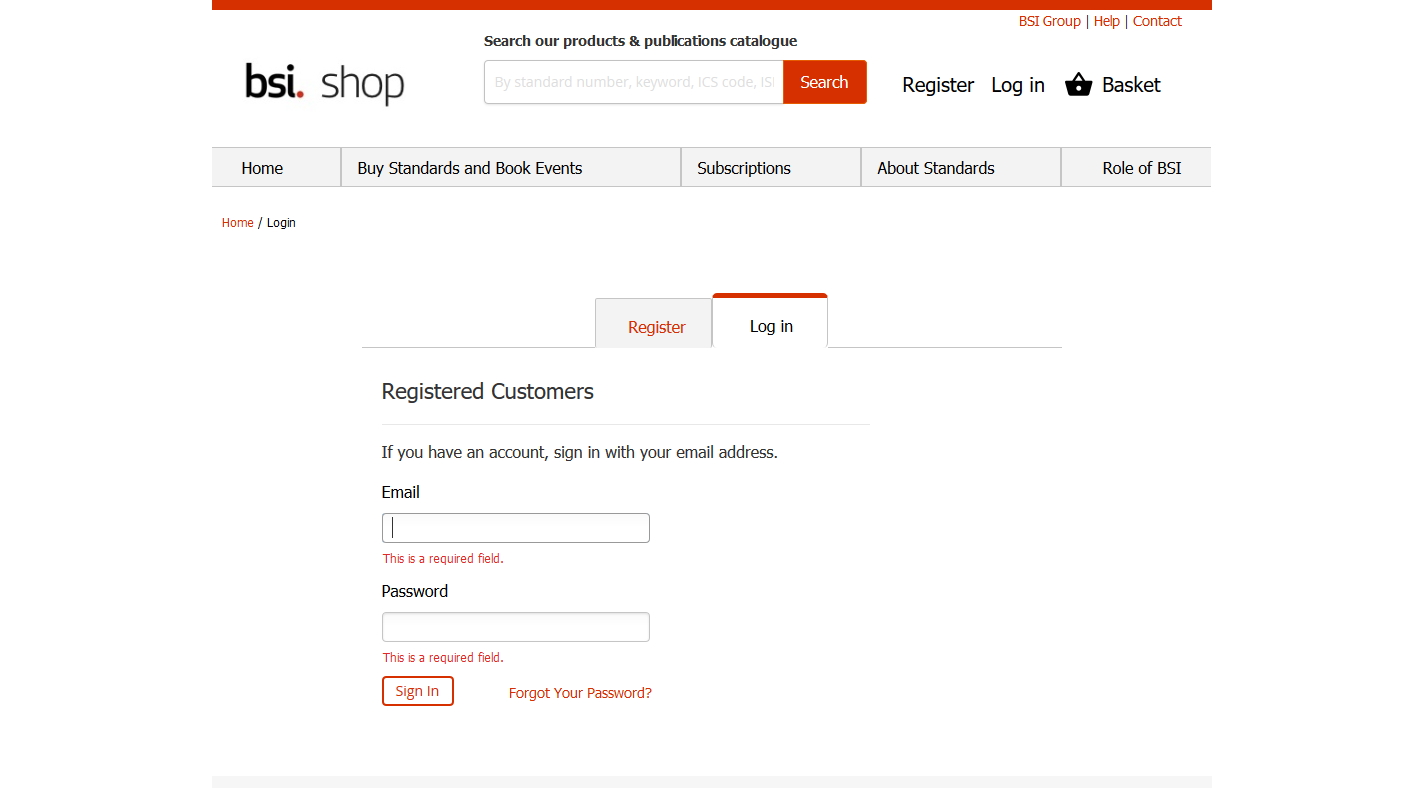 BSI Group | Help | Contact
Search our products & publications catalogue
bsi. shop
By standard number, keyword, ICS code, ISI
Search
Register Log in Basket
Home Buy Standards and Book Events Subscriptions About Standards Role of BSI
Home / Login
Register Log in
Registered Customers
If you have an account, sign in with your email address.
Email
This is a required field.
Password
This is a required field.
Sign In Forgot Your Password?